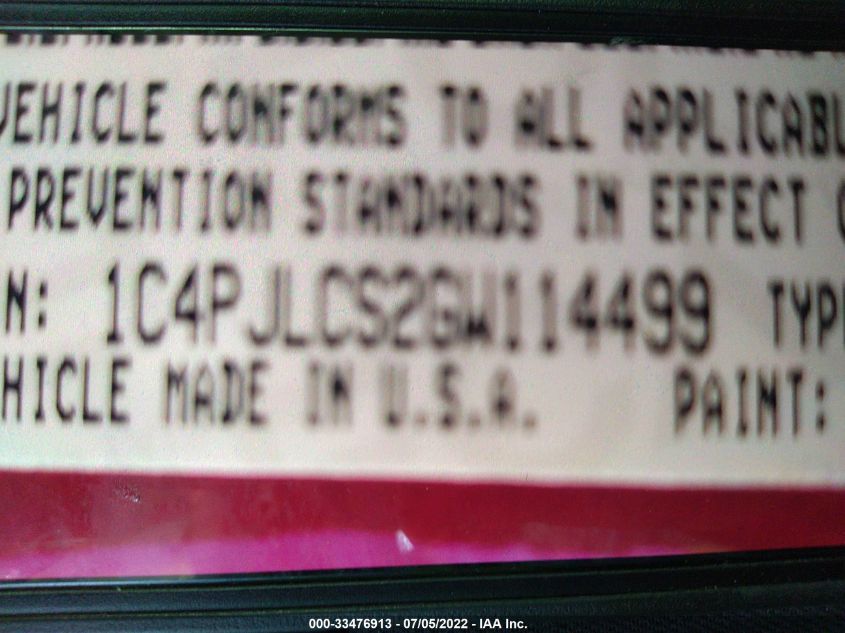 VEHICLE CONFORMS TO ALL APPLICABL
PREVENTION STANDARDS IN EFFECT
N: 1C4PJLCS2GW114499 TYP
HICLE MADE IN U.S.A. PAINT:
000-33476913 - 07/05/2022 - IAA Inc.